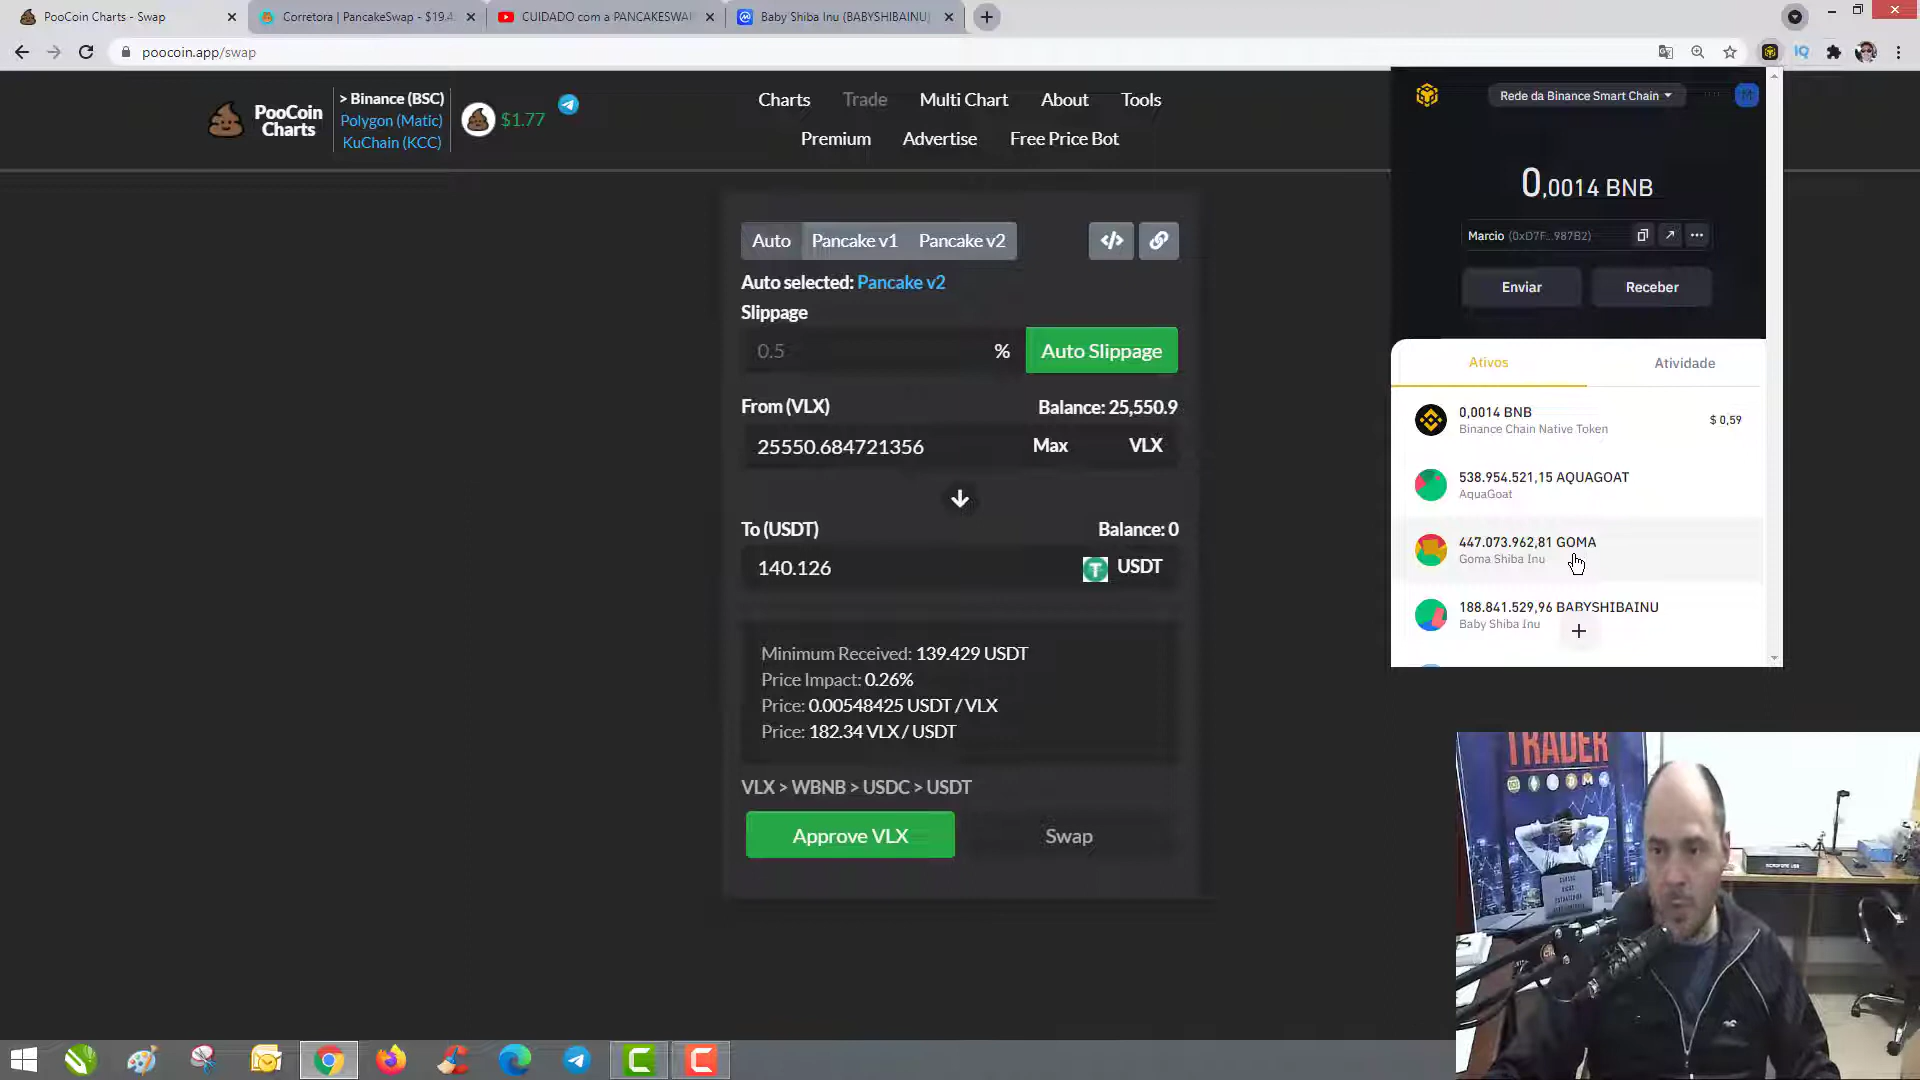 PooCoin Charts - Swap
Corretora | PancakeSwap - $19.4
CUIDADO com a PANCAKESWA
Baby Shiba Inu (BABYSHIBAINU)
poocoin.app/swap
PooCoin
Charts
> Binance (BSC)
Polygon (Matic)
KuChain (KCC)
$1.77
Charts
Trade
Multi Chart
About
Tools
Premium
Advertise
Free Price Bot
Auto
Pancake v1
Pancake v2
Auto selected: Pancake v2
Slippage
0.5
%
Auto Slippage
From (VLX)
Balance: 25,550.9
25550.684721356
Max
VLX
To (USDT)
Balance: 0
140.126
USDT
Minimum Received: 139.429 USDT
Price Impact: 0.26%
Price: 0.00548425 USDT / VLX
Price: 182.34 VLX / USDT
VLX > WBNB > USDC > USDT
Approve VLX
Swap
Rede da Binance Smart Chain
M
0,0014 BNB
Marcio (0xD7F...987B2)
Enviar
Receber
Ativos
Atividade
0,0014 BNB
Binance Chain Native Token
$ 0,59
538.954.521,15 AQUAGOAT
AquaGoat
447.073.962,81 GOMA
Goma Shiba Inu
188.841.529,96 BABYSHIBAINU
Baby Shiba Inu
TRADER